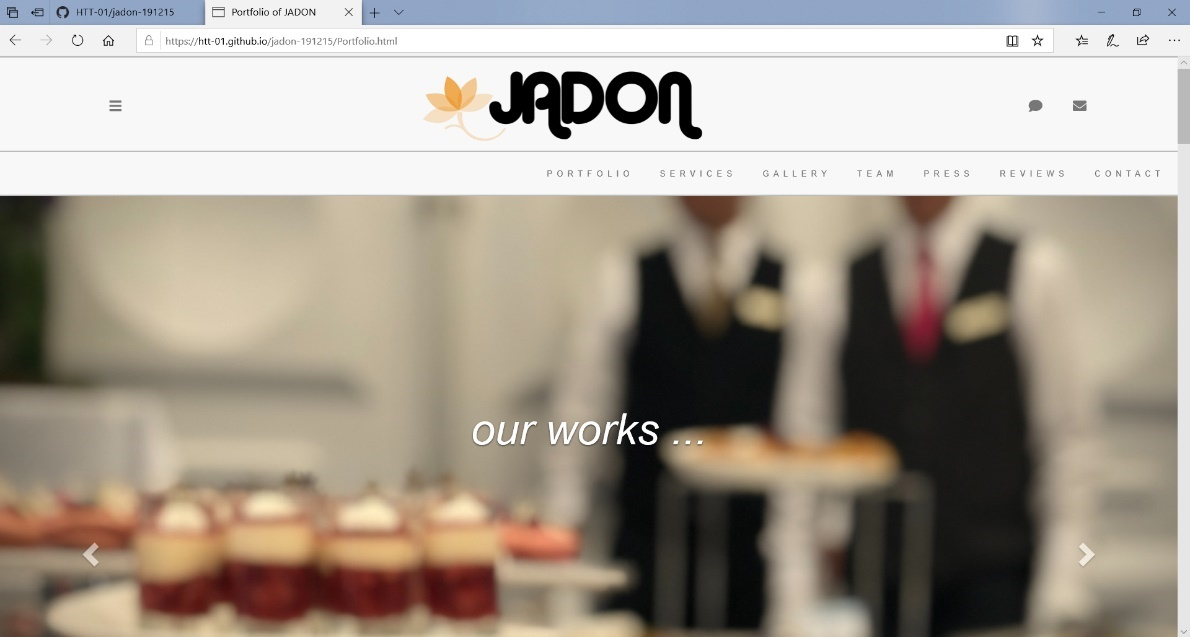 HTT-01/jadon-191215
Portfolio of JADON
https://htt-01.github.io/jadon-191215/Portfolio.html
JADON
PORTFOLIO SERVICES GALLERY TEAM PRESS REVIEWS CONTACT
our works ...